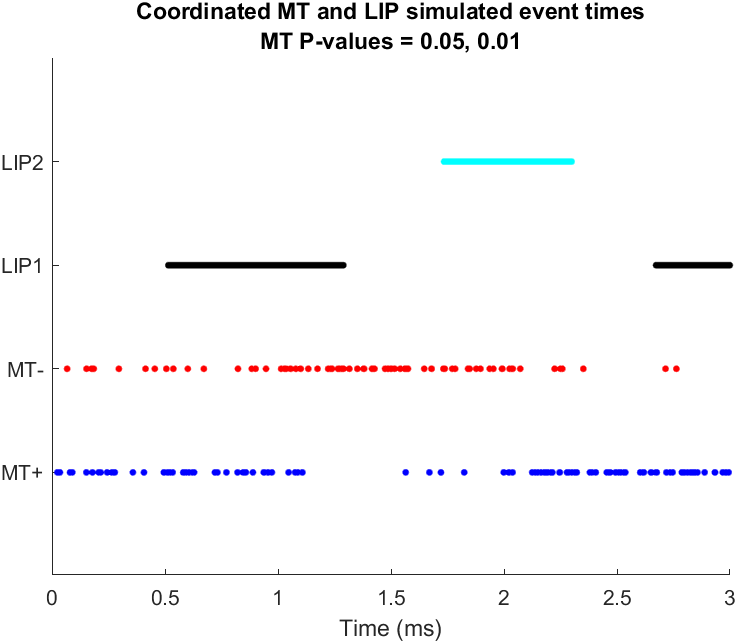 Coordinated MT and LIP simulated event times
MT P-values = 0.05, 0.01
LIP2
LIP1
MT-
MT+
0 0.5 1 1.5 2 2.5 3
Time (ms)